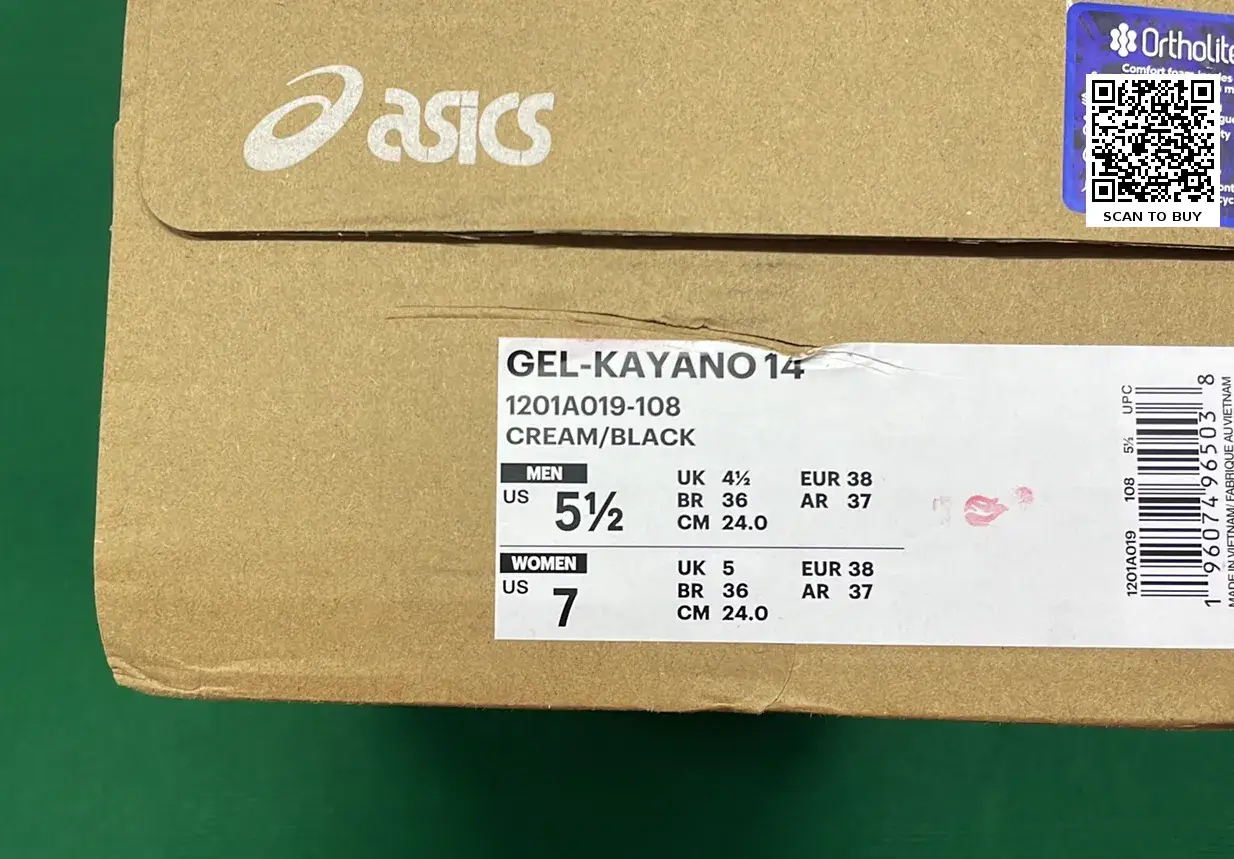 asics
Ortholite
SCAN TO BUY
GEL-KAYANO 14
1201A019-108
CREAM/BLACK
MEN
US 5½
UK 4½ EUR 38
BR 36 AR 37
CM 24.0
WOMEN
US 7
UK 5 EUR 38
BR 36 AR 37
CM 24.0
1201A019 108 5½ UPC
1 96074 96503 8
MADE IN VIETNAM/ FABRIQUE AU VIETNAM